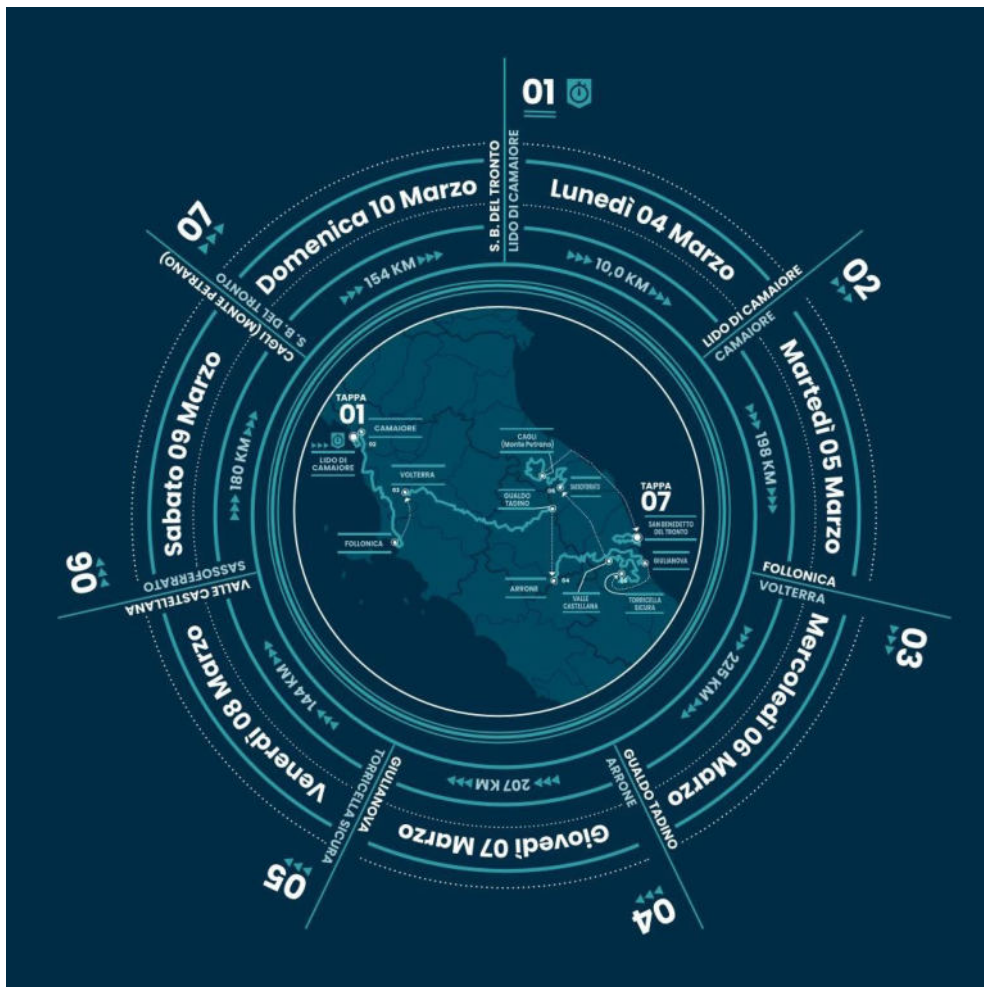 01
LIDO DI CAMAIORE
Lunedì 04 Marzo
10,0 KM
LIDO DI CAMAIORE
02
CAMAIORE
Martedì 05 Marzo
198 KM
FOLLONICA
03
VOLTERRA
Mercoledì 06 Marzo
225 KM
GUALDO TADINO
04
ARRONE
Giovedì 07 Marzo
207 KM
GIULIANOVA
05
TORRICELLA SICURA
Venerdì 08 Marzo
144 KM
VALLE CASTELLANA
06
SASSOFERRATO
Sabato 09 Marzo
180 KM
CAGLI (MONTE PETRANO)
07
S. B. DEL TRONTO
Domenica 10 Marzo
154 KM
S. B. DEL TRONTO
TAPPA
01
CAMAIORE
02
LIDO DI
CAMAIORE
VOLTERRA
03
FOLLONICA
CAGLI
(Monte Petrano)
SASSOFERRATO
06
GUALDO
TADINO
TAPPA
07
SAN BENEDETTO
DEL TRONTO
GIULIANOVA
ARRONE
04
VALLE
CASTELLANA
TORRICELLA
SICURA